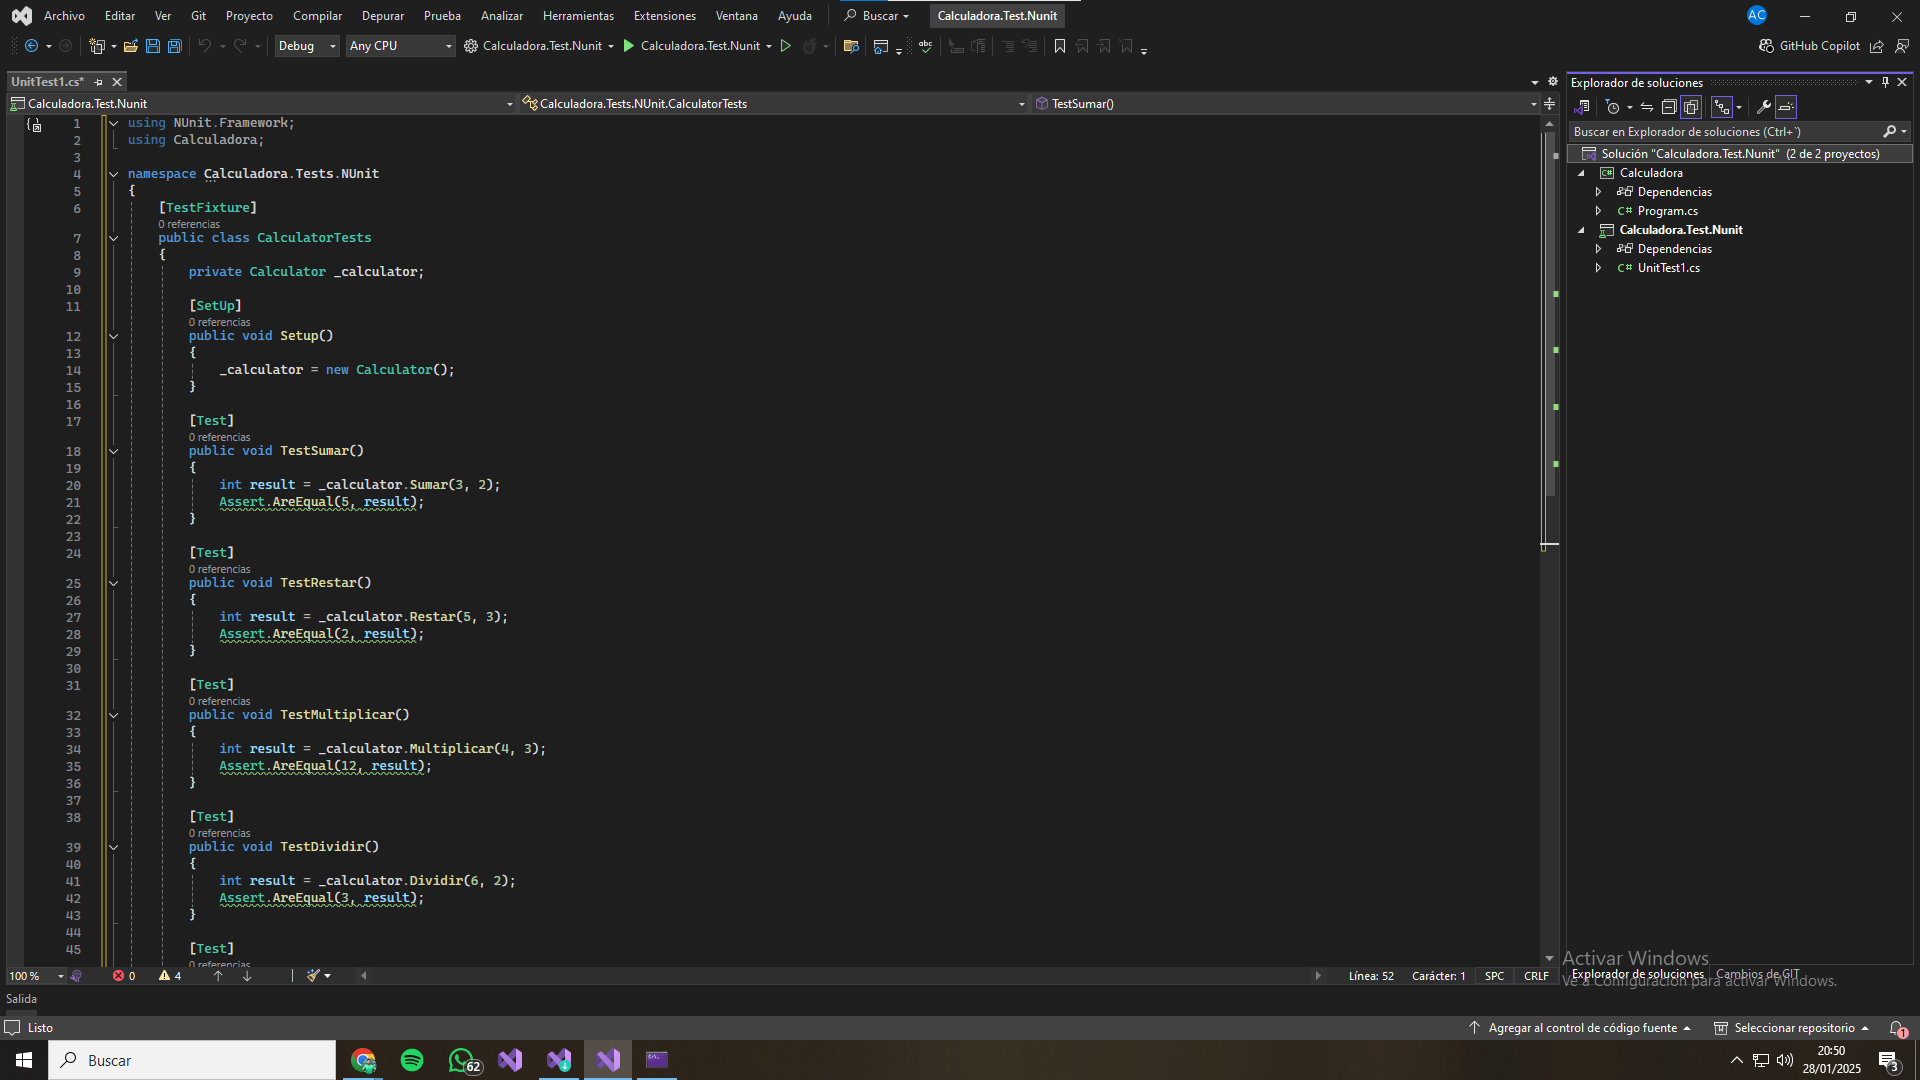 Archivo Editar Ver Git Proyecto Compilar Depurar Prueba Analizar Herramientas Extensiones Ventana Ayuda Buscar Calculadora.Test.Nunit AC
Debug Any CPU Calculadora.Test.Nunit Calculadora.Test.Nunit abc GitHub Copilot
UnitTest1.cs*
Calculadora.Test.Nunit Calculadora.Tests.NUnit.CalculatorTests TestSumar()
1 using NUnit.Framework;
2 using Calculadora;
3
4 namespace Calculadora.Tests.NUnit
5 {
6 [TestFixture]
0 referencias
7 public class CalculatorTests
8 {
9 private Calculator _calculator;
10
11 [SetUp]
0 referencias
12 public void Setup()
13 {
14 _calculator = new Calculator();
15 }
16
17 [Test]
0 referencias
18 public void TestSumar()
19 {
20 int result = _calculator.Sumar(3, 2);
21 Assert.AreEqual(5, result);
22 }
23
24 [Test]
0 referencias
25 public void TestRestar()
26 {
27 int result = _calculator.Restar(5, 3);
28 Assert.AreEqual(2, result);
29 }
30
31 [Test]
0 referencias
32 public void TestMultiplicar()
33 {
34 int result = _calculator.Multiplicar(4, 3);
35 Assert.AreEqual(12, result);
36 }
37
38 [Test]
0 referencias
39 public void TestDividir()
40 {
41 int result = _calculator.Dividir(6, 2);
42 Assert.AreEqual(3, result);
43 }
44
45 [Test]
0 referencias
100 % 0 4 Línea: 52 Carácter: 1 SPC CRLF
Explorador de soluciones
Buscar en Explorador de soluciones (Ctrl+`)
Solución "Calculadora.Test.Nunit" (2 de 2 proyectos)
Calculadora
Dependencias
C# Program.cs
Calculadora.Test.Nunit
Dependencias
C# UnitTest1.cs
Activar Windows
Explorador de soluciones Cambios de GIT
Ve a Configuración para activar Windows.
Salida
Listo Agregar al control de código fuente Seleccionar repositorio 1
Buscar 62 20:50
28/01/2025 3